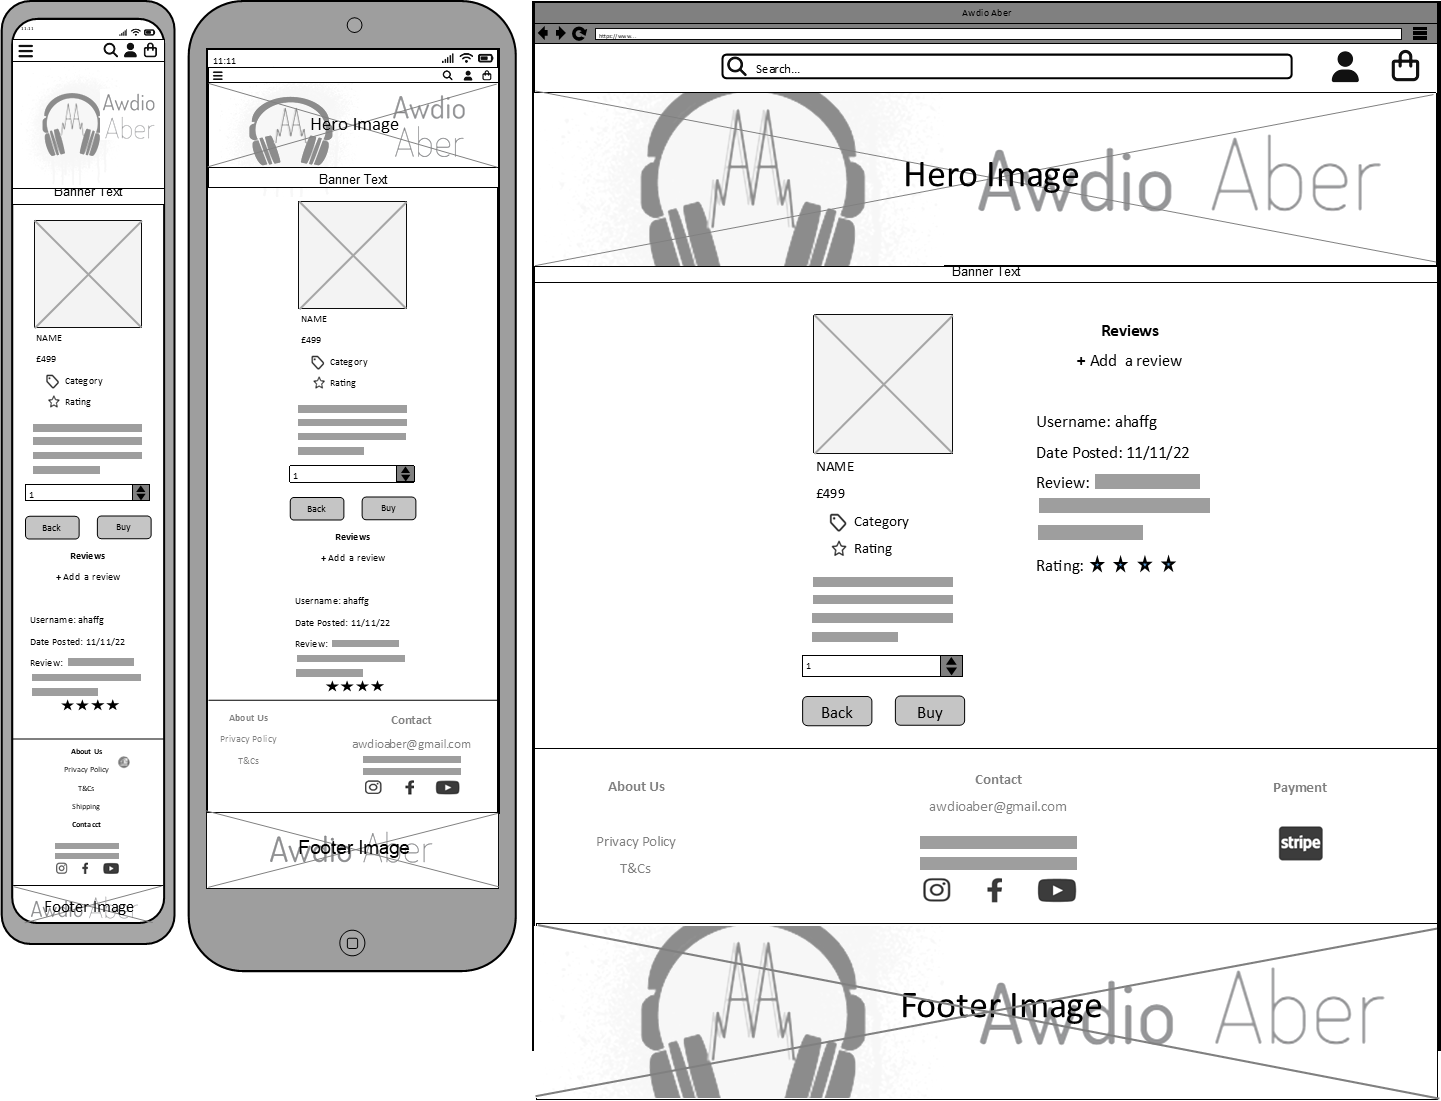 11:11
Awdio
Aber
Banner Text
NAME
£499
Category
Rating
1
Back
Buy
Reviews
+ Add a review
Username: ahaffg
Date Posted: 11/11/22
Review:
About Us
Privacy Policy
T&Cs
Shipping
Contacct
Awdio Aber
Footer Image
11:11
Awdio
Aber
Hero Image
Banner Text
NAME
£499
Category
Rating
1
Back
Buy
Reviews
+ Add a review
Username: ahaffg
Date Posted: 11/11/22
Review:
About Us
Privacy Policy
T&Cs
Contact
awdioaber@gmail.com
Awdio Aber
Footer Image
Awdio Aber
https://www...
Search...
Hero Image
Awdio Aber
Banner Text
NAME
£499
Category
Rating
1
Back
Buy
Reviews
+ Add a review
Username: ahaffg
Date Posted: 11/11/22
Review:
Rating:
About Us
Privacy Policy
T&Cs
Contact
awdioaber@gmail.com
Payment
stripe
Footer Image
Awdio Aber